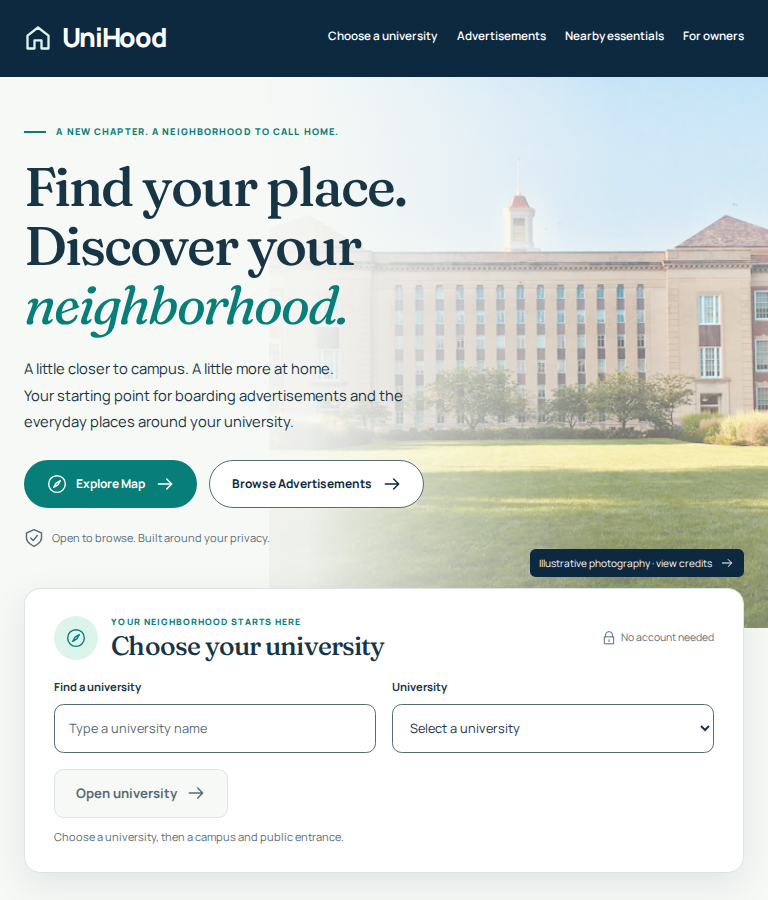 UniHood
Choose a university
Advertisements
Nearby essentials
For owners
A NEW CHAPTER. A NEIGHBORHOOD TO CALL HOME.
Find your place.
Discover your
neighborhood.
A little closer to campus. A little more at home.
Your starting point for boarding advertisements and the
everyday places around your university.
Explore Map
Browse Advertisements
Open to browse. Built around your privacy.
Illustrative photography · view credits
YOUR NEIGHBORHOOD STARTS HERE
Choose your university
No account needed
Find a university
University
Type a university name
Select a university
Open university
Choose a university, then a campus and public entrance.